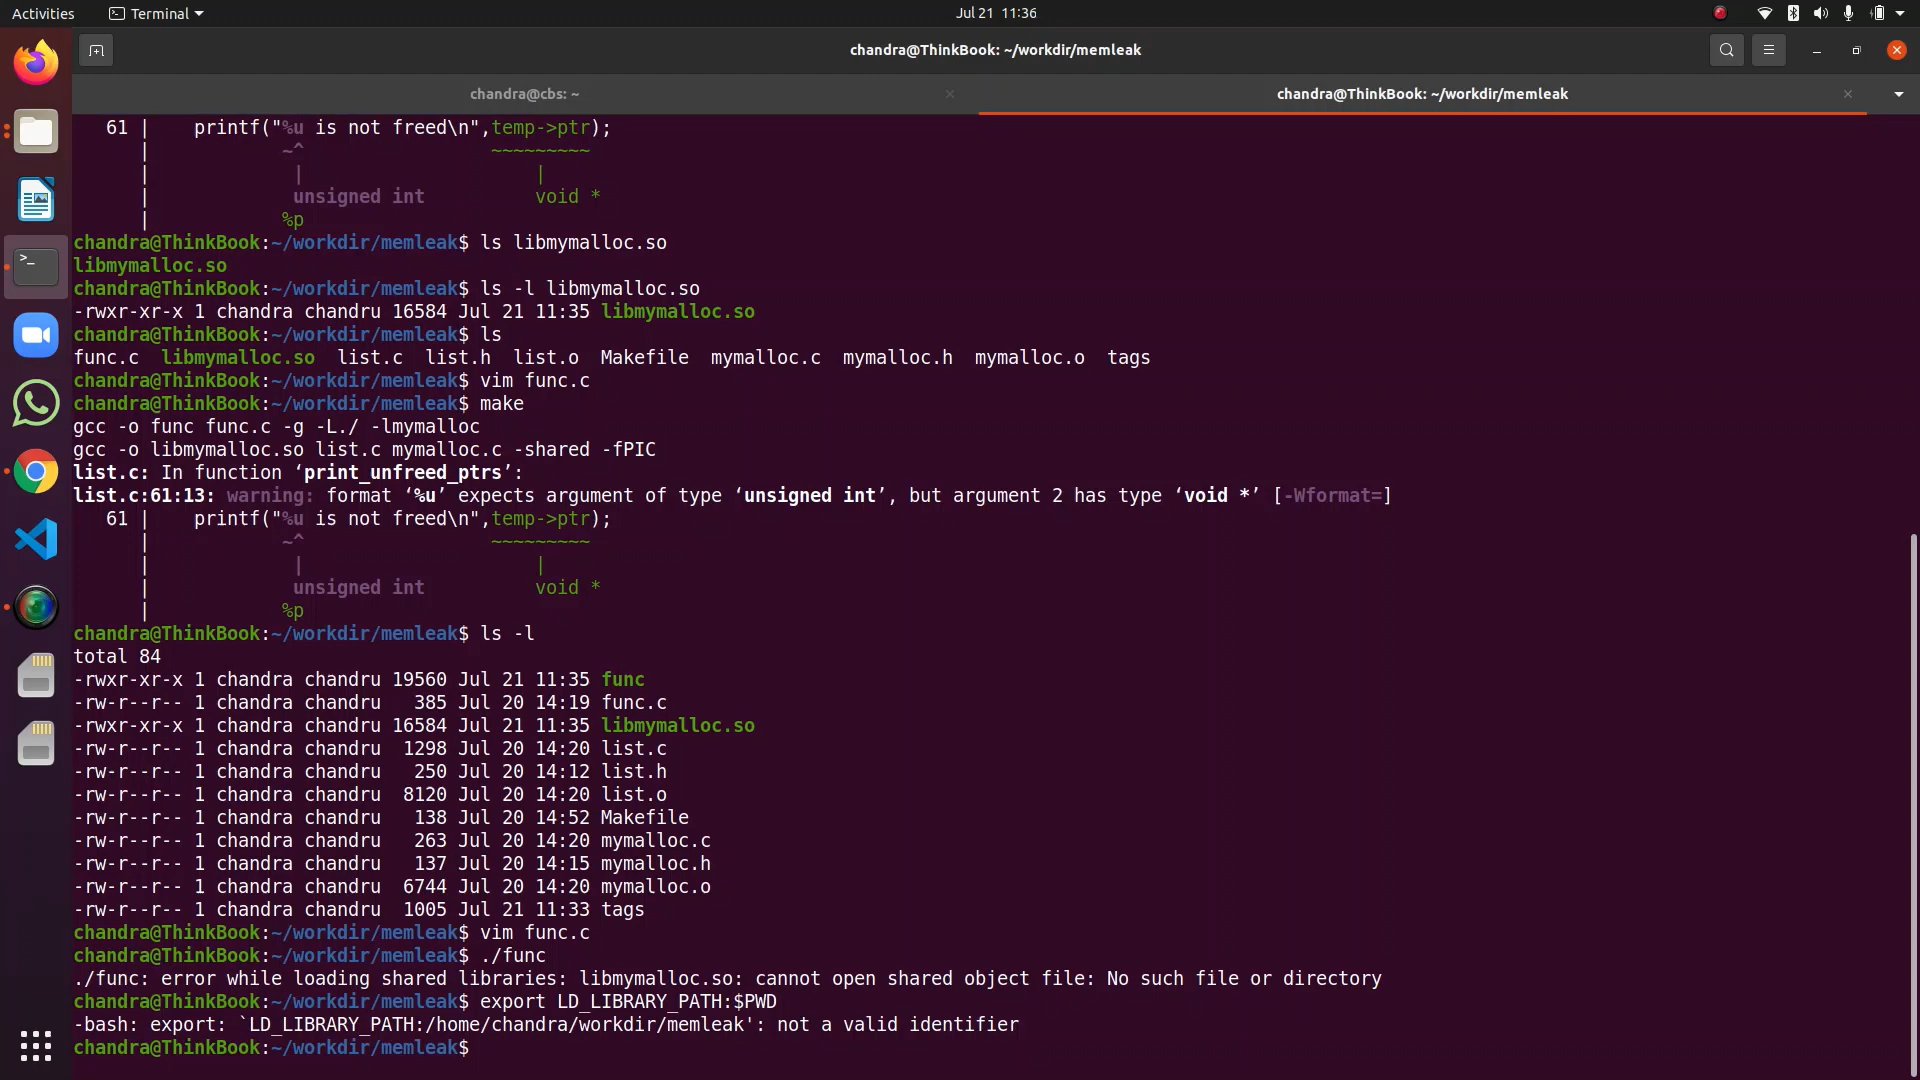 Activities
Terminal
Jul 21 11:36
chandra@ThinkBook: ~/workdir/memleak
chandra@cbs: ~
chandra@ThinkBook: ~/workdir/memleak
61 | printf("%u is not freed\n",temp->ptr);
| ~^ ~~~~~~~~~
| | |
| unsigned int void *
| %p
chandra@ThinkBook:~/workdir/memleak$ ls libmymalloc.so
libmymalloc.so
chandra@ThinkBook:~/workdir/memleak$ ls -l libmymalloc.so
-rwxr-xr-x 1 chandra chandru 16584 Jul 21 11:35 libmymalloc.so
chandra@ThinkBook:~/workdir/memleak$ ls
func.c libmymalloc.so list.c list.h list.o Makefile mymalloc.c mymalloc.h mymalloc.o tags
chandra@ThinkBook:~/workdir/memleak$ vim func.c
chandra@ThinkBook:~/workdir/memleak$ make
gcc -o func func.c -g -L./ -lmymalloc
gcc -o libmymalloc.so list.c mymalloc.c -shared -fPIC
list.c: In function ‘print_unfreed_ptrs’:
list.c:61:13: warning: format ‘%u’ expects argument of type ‘unsigned int’, but argument 2 has type ‘void *’ [-Wformat=]
61 | printf("%u is not freed\n",temp->ptr);
| ~^ ~~~~~~~~~
| | |
| unsigned int void *
| %p
chandra@ThinkBook:~/workdir/memleak$ ls -l
total 84
-rwxr-xr-x 1 chandra chandru 19560 Jul 21 11:35 func
-rw-r--r-- 1 chandra chandru 385 Jul 20 14:19 func.c
-rwxr-xr-x 1 chandra chandru 16584 Jul 21 11:35 libmymalloc.so
-rw-r--r-- 1 chandra chandru 1298 Jul 20 14:20 list.c
-rw-r--r-- 1 chandra chandru 250 Jul 20 14:12 list.h
-rw-r--r-- 1 chandra chandru 8120 Jul 20 14:20 list.o
-rw-r--r-- 1 chandra chandru 138 Jul 20 14:52 Makefile
-rw-r--r-- 1 chandra chandru 263 Jul 20 14:20 mymalloc.c
-rw-r--r-- 1 chandra chandru 137 Jul 20 14:15 mymalloc.h
-rw-r--r-- 1 chandra chandru 6744 Jul 20 14:20 mymalloc.o
-rw-r--r-- 1 chandra chandru 1005 Jul 21 11:33 tags
chandra@ThinkBook:~/workdir/memleak$ vim func.c
chandra@ThinkBook:~/workdir/memleak$ ./func
./func: error while loading shared libraries: libmymalloc.so: cannot open shared object file: No such file or directory
chandra@ThinkBook:~/workdir/memleak$ export LD_LIBRARY_PATH:$PWD
-bash: export: `LD_LIBRARY_PATH:/home/chandra/workdir/memleak': not a valid identifier
chandra@ThinkBook:~/workdir/memleak$